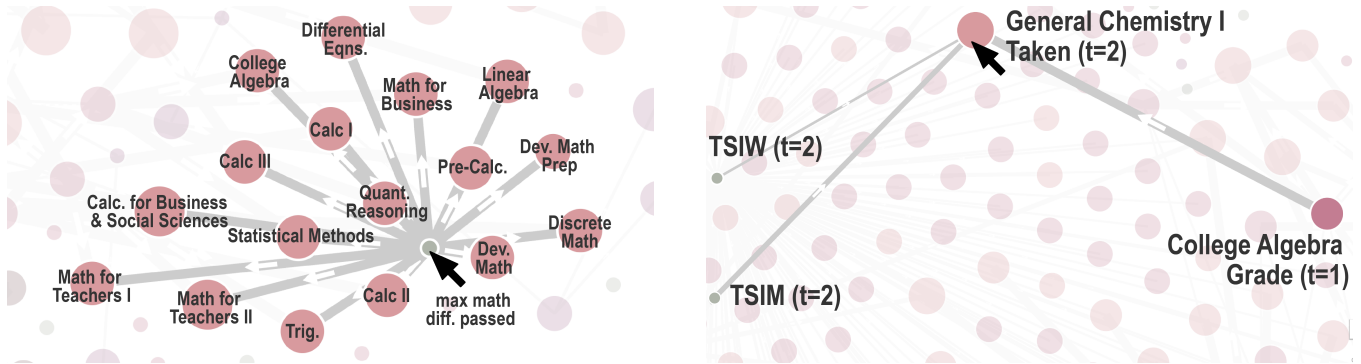 Differential
Eqns.
College
Algebra
Math for
Business
Linear
Algebra
Calc I
Dev. Math
Prep
Calc III
Pre-Calc.
Quant.
Reasoning
Calc. for Business
& Social Sciences
Statistical Methods
Discrete
Math
Dev.
Math
Math for
Teachers I
Math for
Teachers II
Calc II
max math
diff. passed
Trig.
General Chemistry I
Taken (t=2)
TSIW (t=2)
College Algebra
Grade (t=1)
TSIM (t=2)